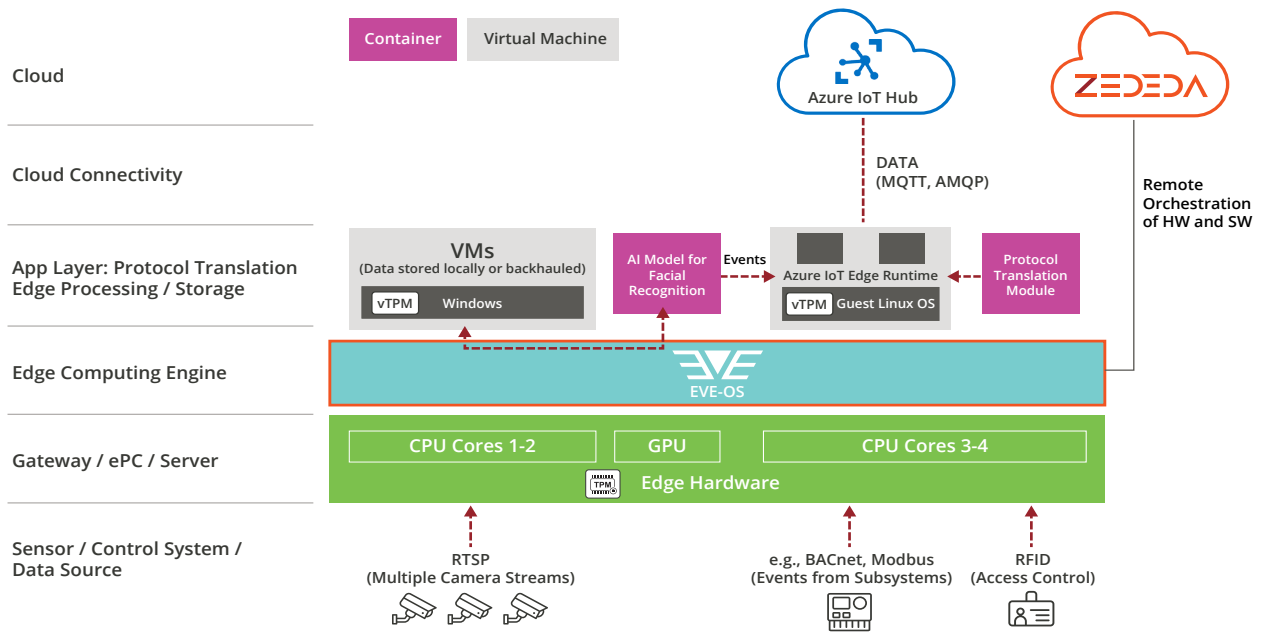 Container
Virtual Machine
Cloud
Azure IoT Hub
ZEDEDA
Cloud Connectivity
DATA
(MQTT, AMQP)
Remote
Orchestration
of HW and SW
App Layer: Protocol Translation
Edge Processing / Storage
VMs
(Data stored locally or backhauled)
vTPM
Windows
AI Model for
Facial
Recognition
Events
Azure IoT Edge Runtime
vTPM
Guest Linux OS
Protocol
Translation
Module
Edge Computing Engine
EVE-OS
Gateway / ePC / Server
CPU Cores 1-2
GPU
CPU Cores 3-4
TPM
Edge Hardware
Sensor / Control System /
Data Source
RTSP
(Multiple Camera Streams)
e.g., BACnet, Modbus
(Events from Subsystems)
RFID
(Access Control)